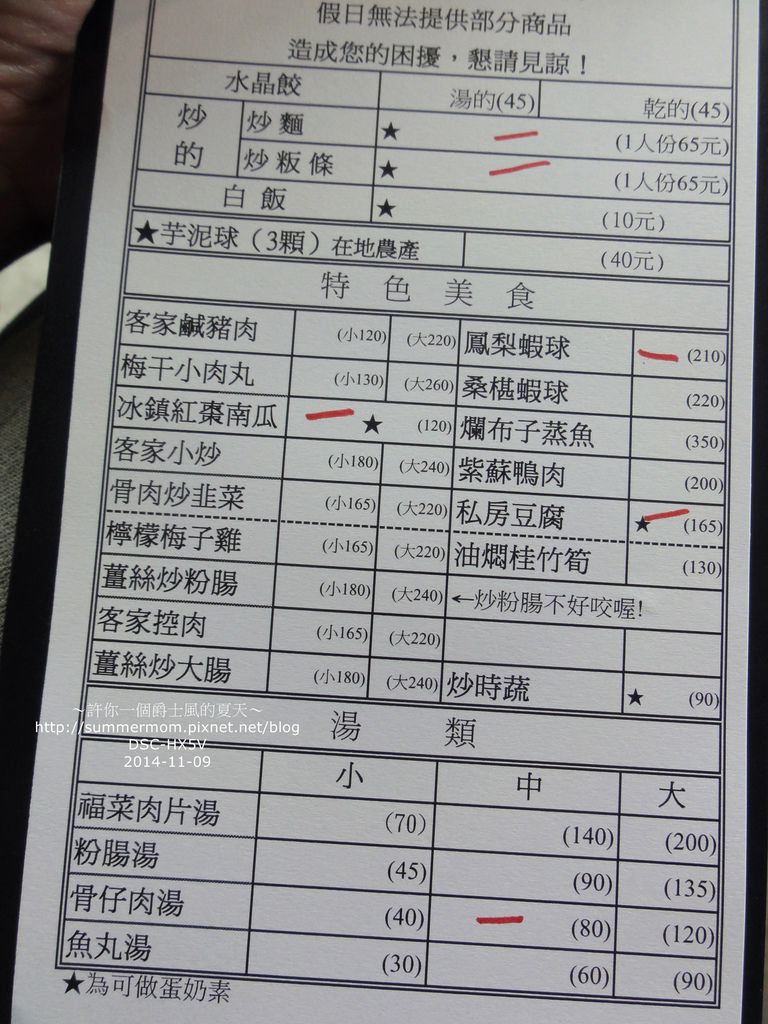 假日無法提供部分商品
造成您的困擾，懇請見諒！
水晶餃 湯的(45) 乾的(45)
炒的 炒麵 ★ (1人份65元)
炒粄條 ★ (1人份65元)
白飯 ★ (10元)
★芋泥球（3顆）在地農產 (40元)
特色美食
客家鹹豬肉 (小120) (大220) 鳳梨蝦球 (210)
梅干小肉丸 (小130) (大260) 桑椹蝦球 (220)
冰鎮紅棗南瓜 ★ (120) 爛布子蒸魚 (350)
客家小炒 (小180) (大240) 紫蘇鴨肉 (200)
骨肉炒韭菜 (小165) (大220) 私房豆腐 ★ (165)
檸檬梅子雞 (小165) (大220) 油燜桂竹筍 (130)
薑絲炒粉腸 (小180) (大240) ←炒粉腸不好咬喔!
客家控肉 (小165) (大220)
薑絲炒大腸 (小180) (大240) 炒時蔬 ★ (90)
湯類
小 中 大
福菜肉片湯 (70) (140) (200)
粉腸湯 (45) (90) (135)
骨仔肉湯 (40) (80) (120)
魚丸湯 (30) (60) (90)
★為可做蛋奶素
～許你一個爵士風的夏天～
http://summermom.pixnet.net/blog
DSC-HX5V
2014-11-09